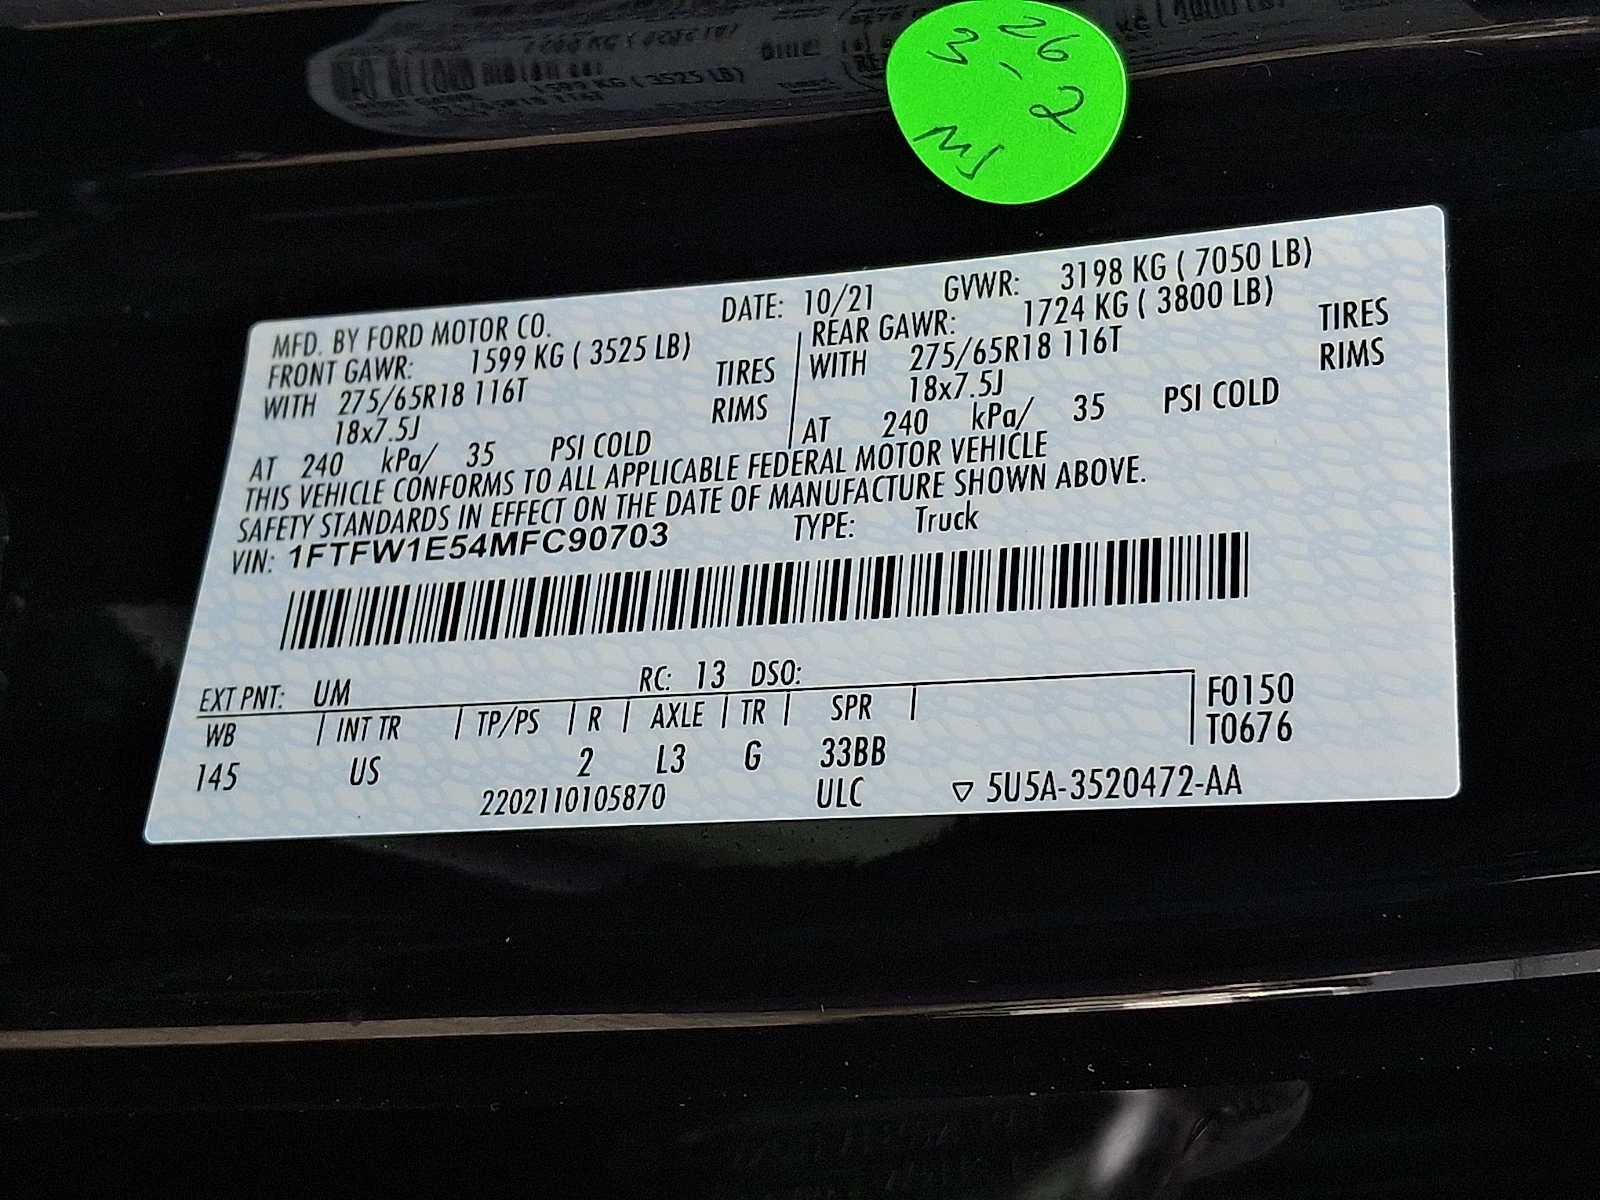 26
3-2
MFD. BY FORD MOTOR CO. DATE: 10/21 GVWR: 3198 KG ( 7050 LB)
FRONT GAWR: 1599 KG ( 3525 LB) REAR GAWR: 1724 KG ( 3800 LB)
WITH 275/65R18 116T TIRES WITH 275/65R18 116T TIRES
18x7.5J RIMS 18x7.5J RIMS
AT 240 kPa/ 35 PSI COLD AT 240 kPa/ 35 PSI COLD
THIS VEHICLE CONFORMS TO ALL APPLICABLE FEDERAL MOTOR VEHICLE
SAFETY STANDARDS IN EFFECT ON THE DATE OF MANUFACTURE SHOWN ABOVE.
VIN: 1FTFW1E54MFC90703 TYPE: Truck
EXT PNT: UM RC: 13 DSO:
WB | INT TR | TP/PS | R | AXLE | TR | SPR | F0150
T0676
145 US 2 L3 G 33BB
2202110105870 ULC ▽ 5U5A-3520472-AA